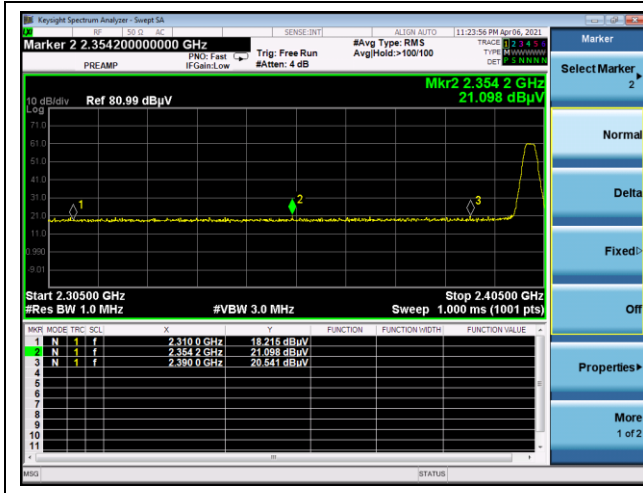 Keysight Spectrum Analyzer - Swept SA
RF 50 Ω AC SENSE:INT ALIGN AUTO 11:23:56 PM Apr 06, 2021
Marker 2 2.354200000000 GHz
PREAMP
PNO: Fast
IFGain:Low
Trig: Free Run
#Atten: 4 dB
#Avg Type: RMS
Avg|Hold:>100/100
TRACE 1 2 3 4 5 6
TYPE M W W W W W
DET P S N N N N
Mkr2 2.354 2 GHz
21.098 dBµV
10 dB/div Ref 80.99 dBµV
Log
71.0
61.0
51.0
41.0
31.0
21.0
11.0
0.990
-9.01
1
2
3
Start 2.30500 GHz Stop 2.40500 GHz
#Res BW 1.0 MHz #VBW 3.0 MHz Sweep 1.000 ms (1001 pts)
MKR MODE TRC SCL X Y FUNCTION FUNCTION WIDTH FUNCTION VALUE
1 N 1 f 2.310 0 GHz 18.215 dBµV
2 N 1 f 2.354 2 GHz 21.098 dBµV
3 N 1 f 2.390 0 GHz 20.541 dBµV
4
5
6
7
8
9
10
11
MSG STATUS
Marker
Select Marker
2
Normal
Delta
Fixed
Off
Properties
More
1 of 2